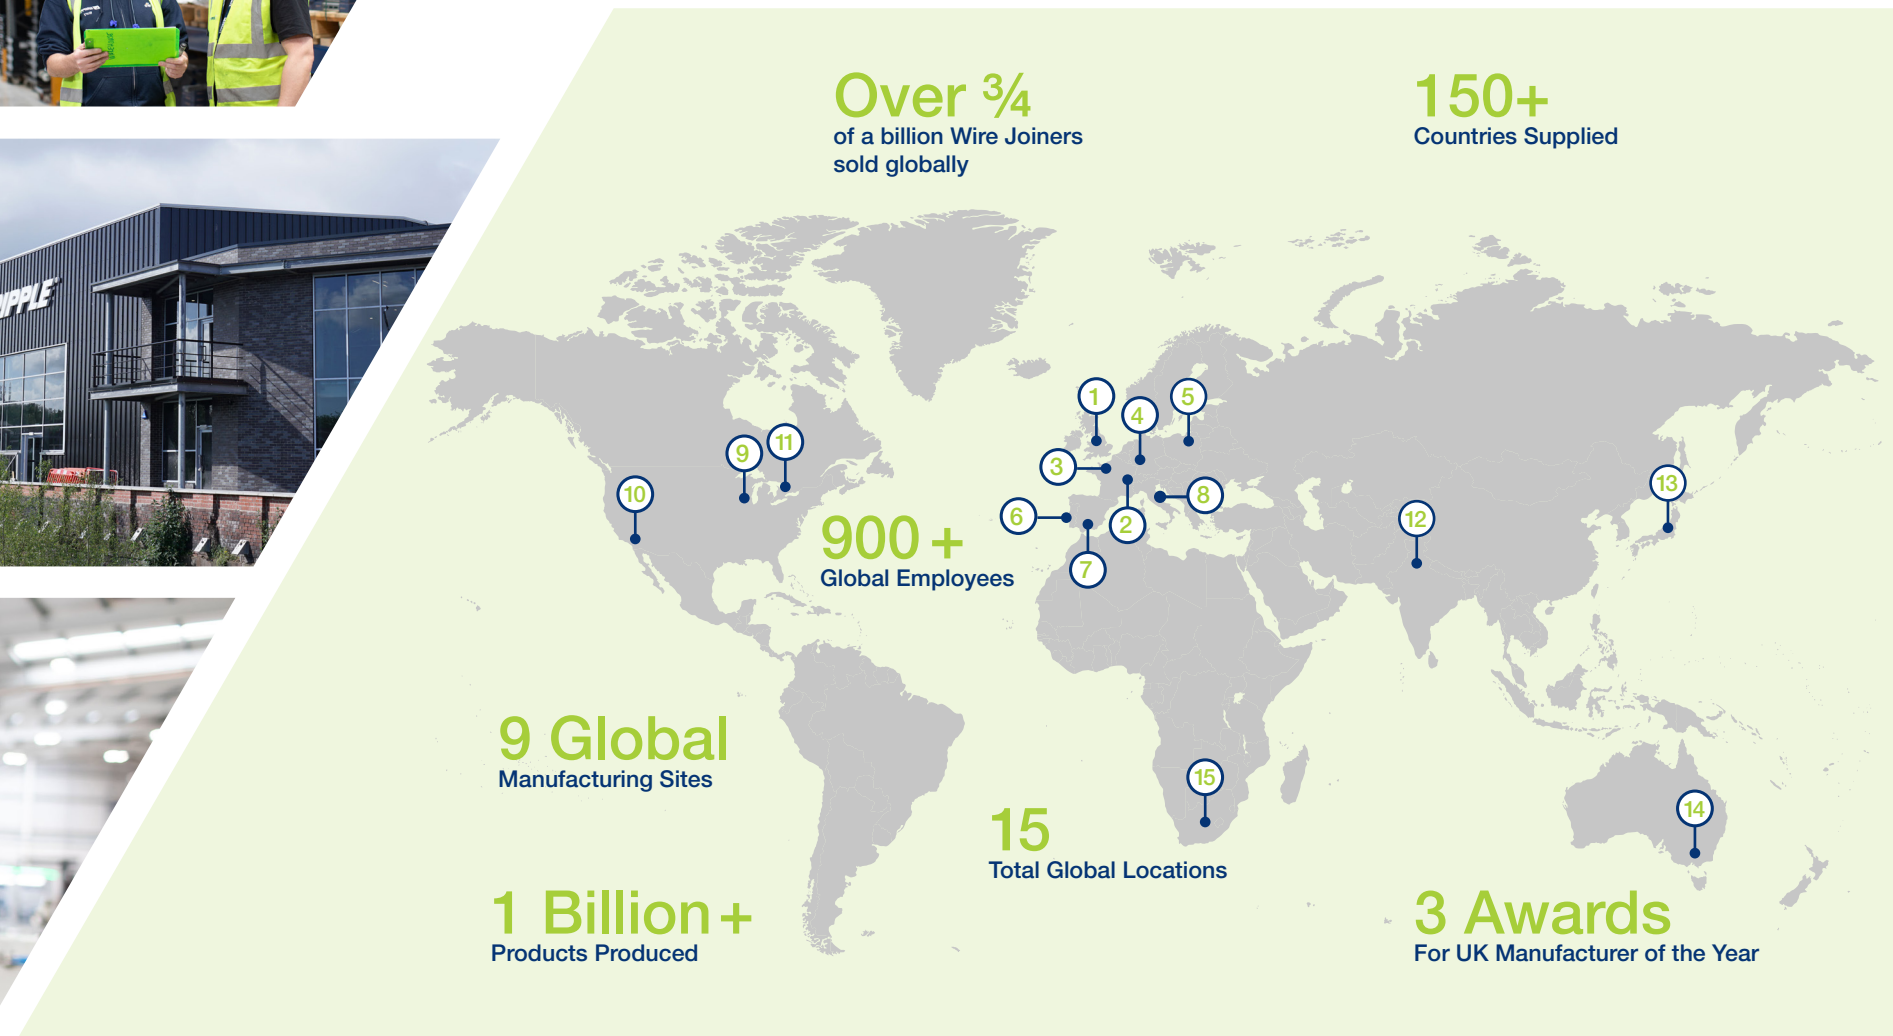 Over ¾
of a billion Wire Joiners
sold globally
150+
Countries Supplied
1
5
4
11
9
3
13
10
8
6
12
2
900 +
Global Employees
7
9 Global
Manufacturing Sites
15
14
15
Total Global Locations
1 Billion +
Products Produced
3 Awards
For UK Manufacturer of the Year